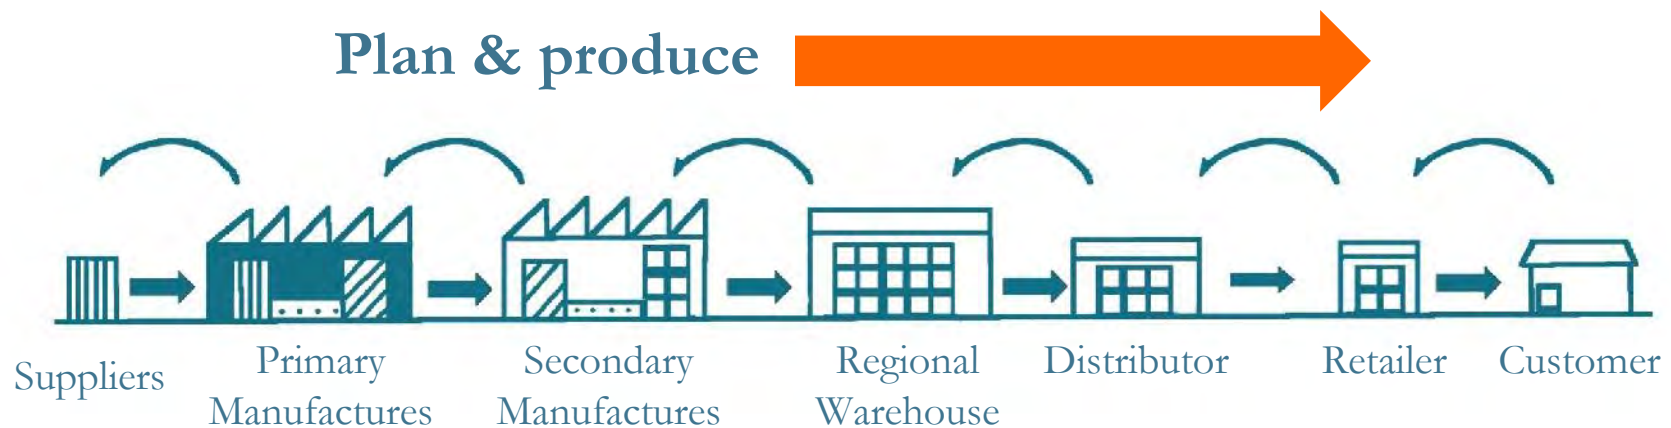 Plan & produce
Suppliers
Primary
Manufactures
Secondary
Manufactures
Regional
Warehouse
Distributor
Retailer
Customer